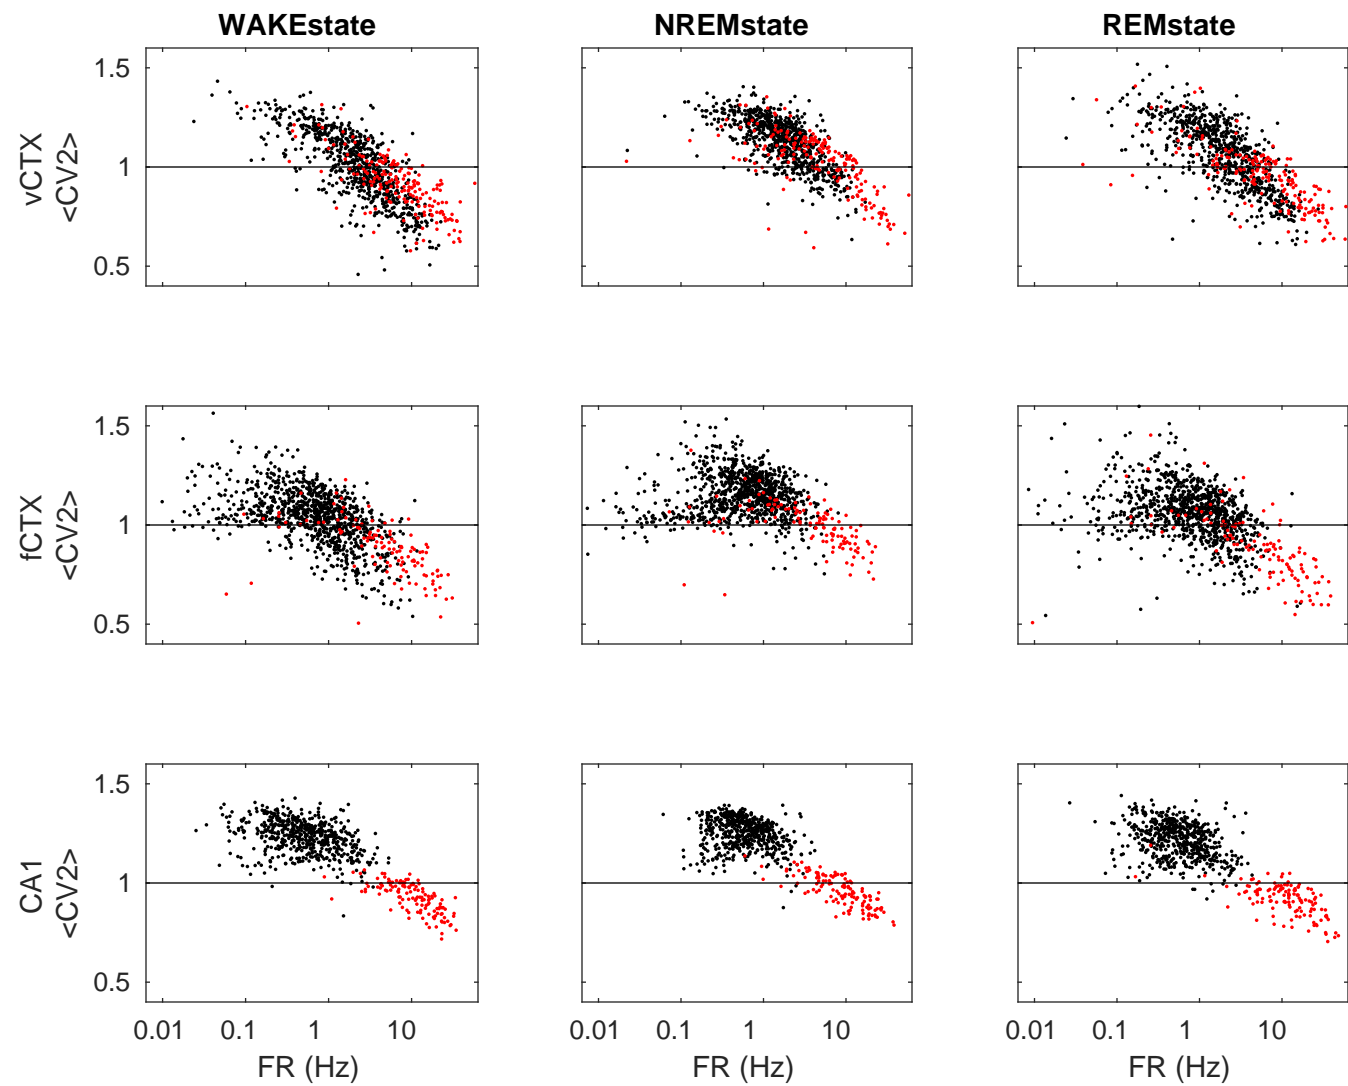 WAKEstate NREMstate REMstate
vCTX
<CV2>
1.5
1
0.5
fCTX
<CV2>
1.5
1
0.5
CA1
<CV2>
1.5
1
0.5
0.01 0.1 1 10 0.01 0.1 1 10 0.01 0.1 1 10
FR (Hz) FR (Hz) FR (Hz)